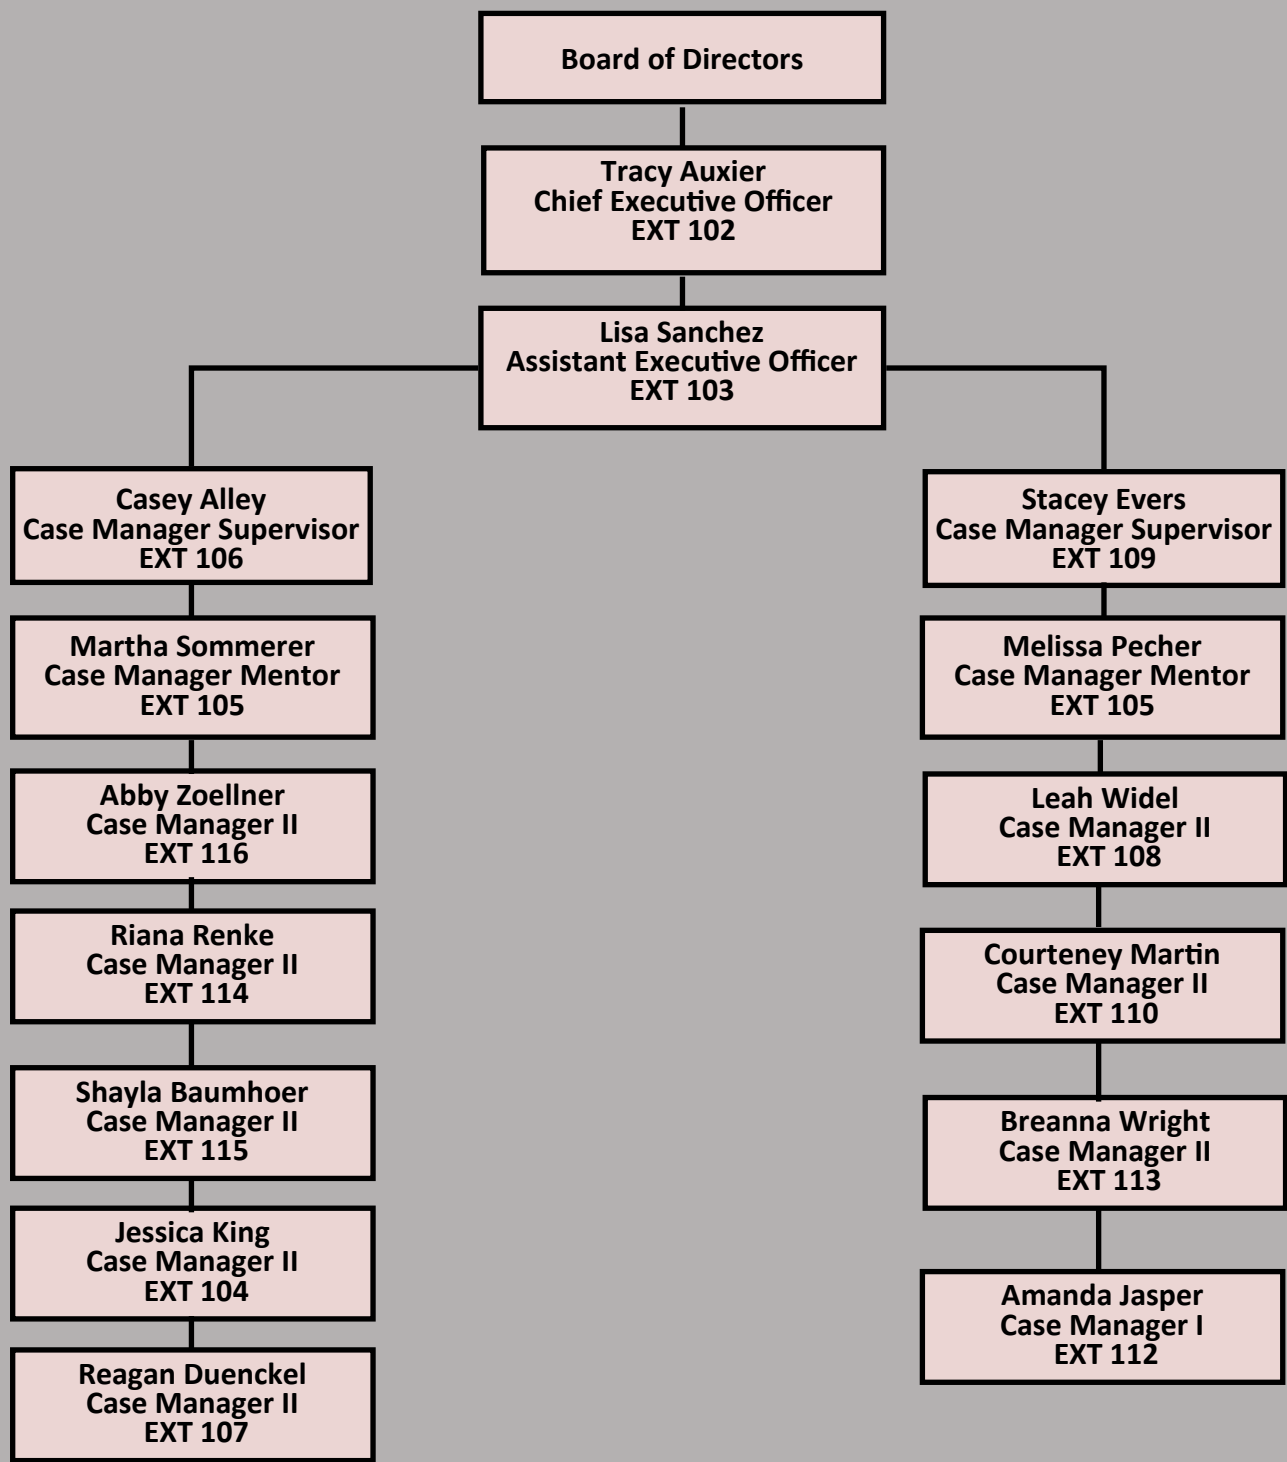 Board of Directors
Tracy Auxier
Chief Executive Officer
EXT 102
Lisa Sanchez
Assistant Executive Officer
EXT 103
Casey Alley
Case Manager Supervisor
EXT 106
Martha Sommerer
Case Manager Mentor
EXT 105
Abby Zoellner
Case Manager II
EXT 116
Riana Renke
Case Manager II
EXT 114
Shayla Baumhoer
Case Manager II
EXT 115
Jessica King
Case Manager II
EXT 104
Reagan Duenckel
Case Manager II
EXT 107
Stacey Evers
Case Manager Supervisor
EXT 109
Melissa Pecher
Case Manager Mentor
EXT 105
Leah Widel
Case Manager II
EXT 108
Courteney Martin
Case Manager II
EXT 110
Breanna Wright
Case Manager II
EXT 113
Amanda Jasper
Case Manager I
EXT 112